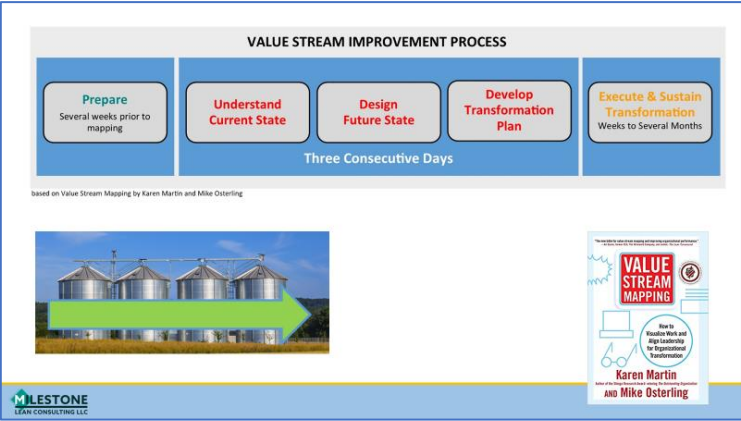 VALUE STREAM IMPROVEMENT PROCESS
Prepare
Several weeks prior to
mapping
Understand
Current State
Design
Future State
Develop
Transformation
Plan
Execute & Sustain
Transformation
Weeks to Several Months
Three Consecutive Days
based on Value Stream Mapping by Karen Martin and Mike Osterling
VALUE
STREAM
MAPPING
How to
Visualize Work and
Align Leadership
for Organizational
Transformation
Karen Martin
AND Mike Osterling
MILESTONE
LEAN CONSULTING LLC